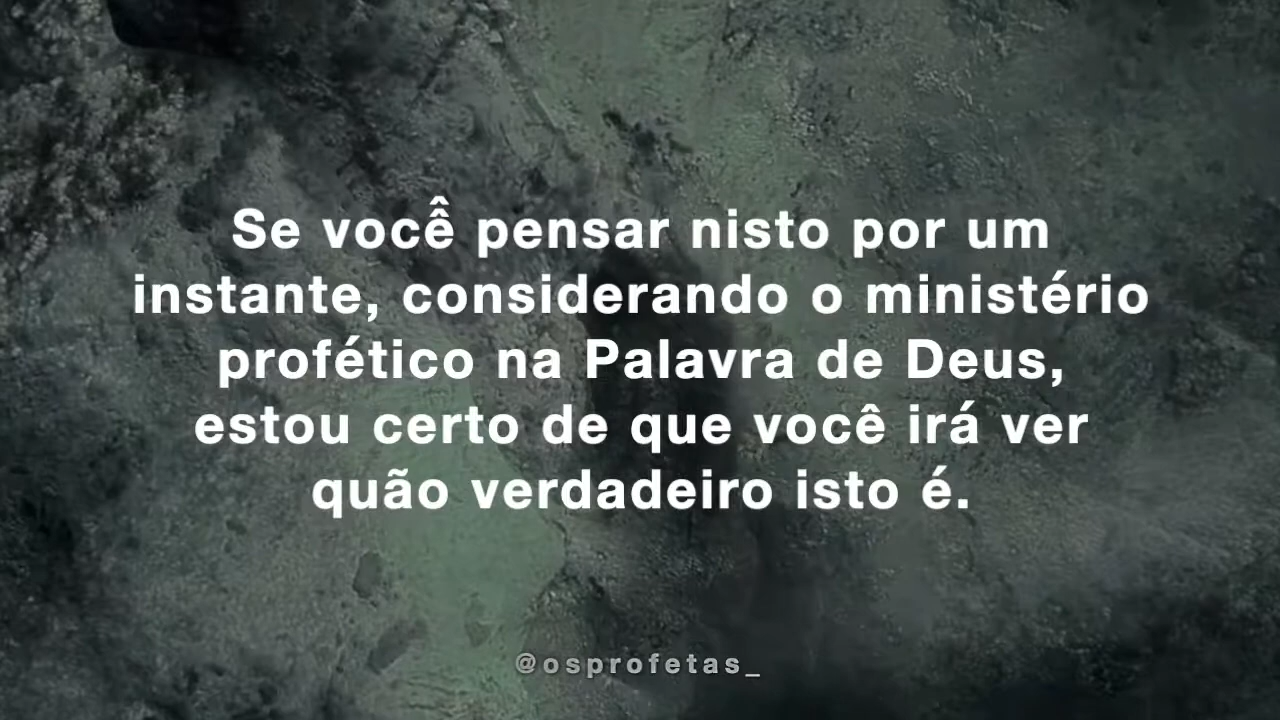 Se você pensar nisto por um
instante, considerando o ministério
profético na Palavra de Deus,
estou certo de que você irá ver
quão verdadeiro isto é.
@osprofetas_